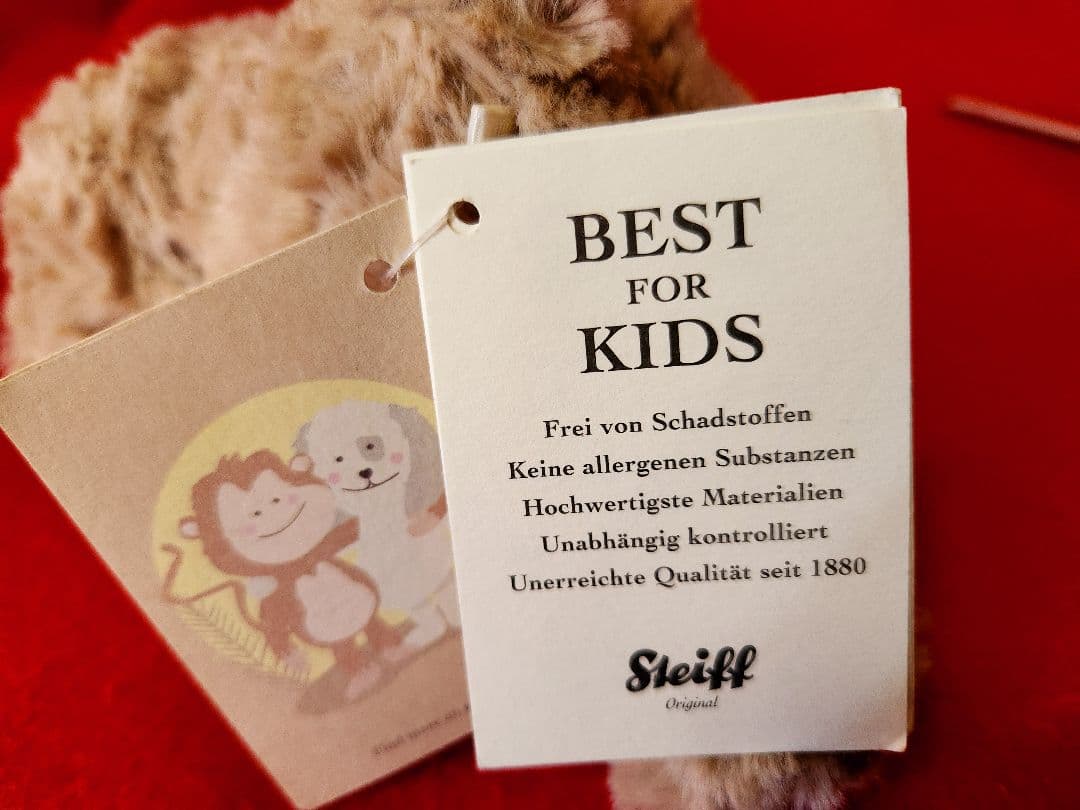 BEST
FOR
KIDS
Frei von Schadstoffen
Keine allergenen Substanzen
Hochwertigste Materialien
Unabhängig kontrolliert
Unerreichte Qualität seit 1880
Steiff
Original